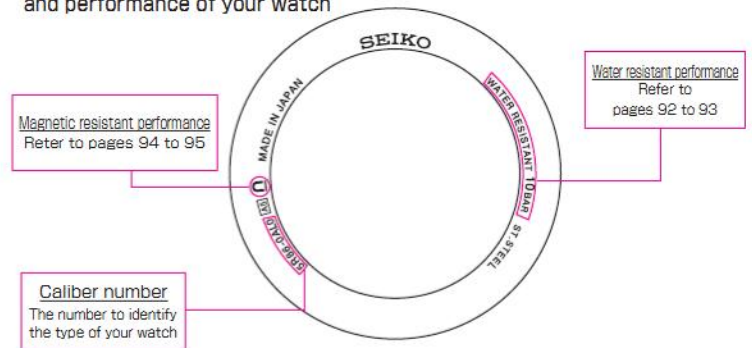 and performance of your watch
SEIKO
Water resistant performance
Refer to
pages 92 to 93
MADE IN JAPAN
WATER RESISTANT 10BAR
Magnetic resistant performance
Reter to pages 94 to 95
U
A
5R86-0AL0
ST.STEEL
Caliber number
The number to identify
the type of your watch